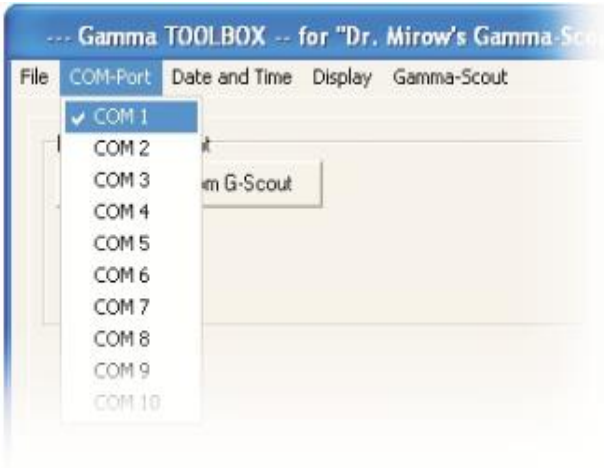 --- Gamma TOOLBOX -- for "Dr. Mirow's Gamma-Sco
File COM-Port Date and Time Display Gamma-Scout
COM 1
COM 2
COM 3
om G-Scout
COM 4
COM 5
COM 6
COM 7
COM 8
COM 9
COM 10